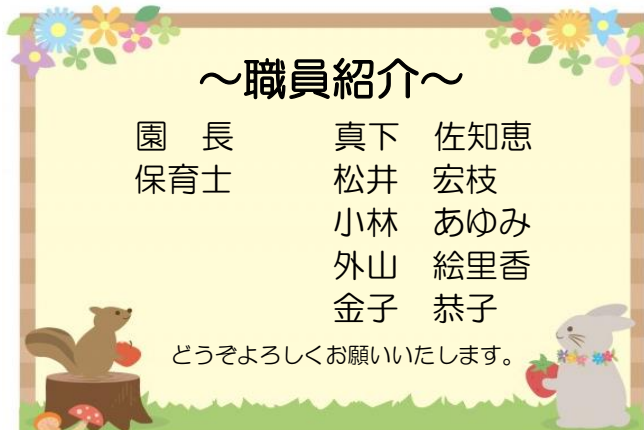 ～職員紹介～
園　長　　　真下　佐知恵
保育士　　　松井　宏枝
小林　あゆみ
外山　絵里香
金子　恭子
どうぞよろしくお願いいたします。